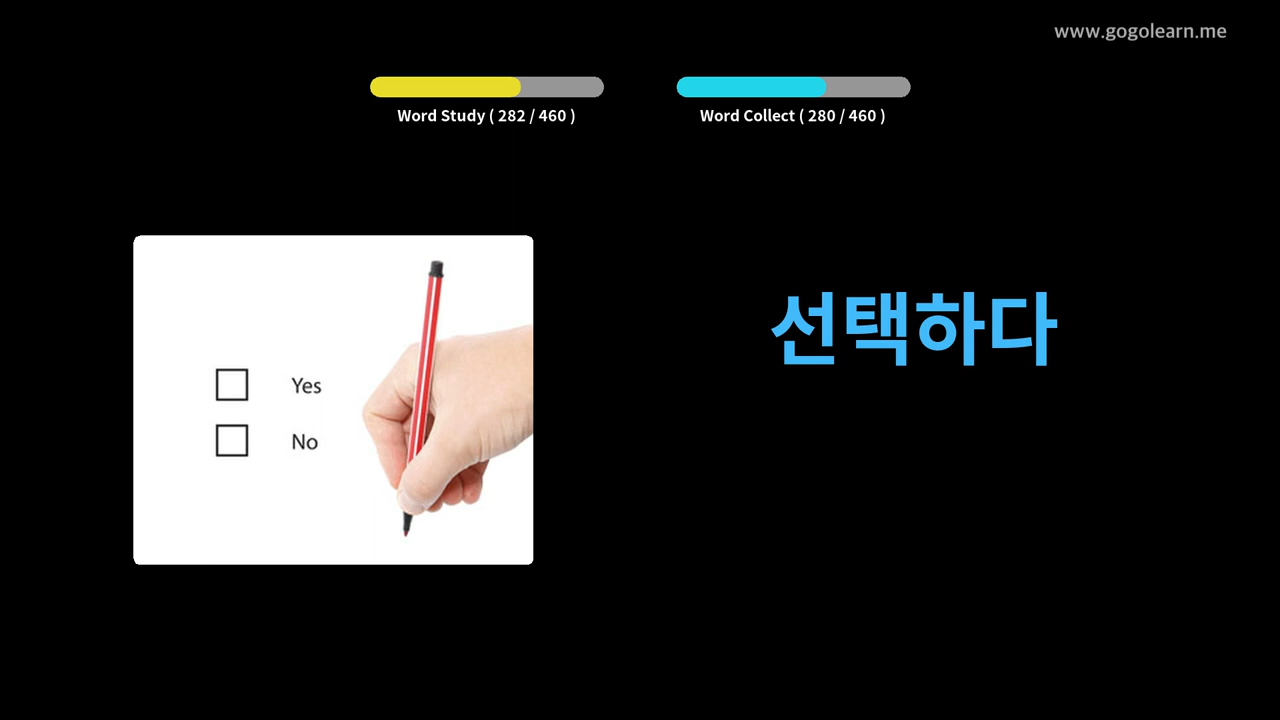 www.gogolearn.me
Word Study ( 282 / 460 )
Word Collect ( 280 / 460 )
선택하다
Yes
No